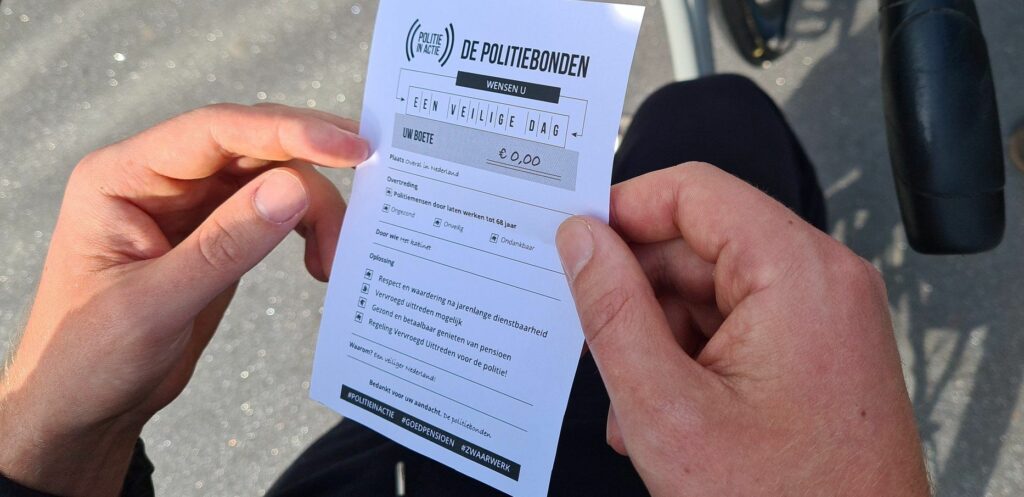 POLITIE
IN ACTIE
DE POLITIEBONDEN
WENSEN U
EEN VEILIGE DAG
UW BOETE
€ 0,00
Plaats Overal in Nederland
Overtreding
Politiemensen door laten werken tot 68 jaar
Ongezond Onveilig Ondankbaar
Door wie Het kabinet
Oplossing
Respect en waardering na jarenlange dienstbaarheid
Vervroegd uittreden mogelijk
Gezond en betaalbaar genieten van pensioen
Regeling Vervroegd Uittreden voor de politie!
Waarom? Een veiliger Nederland!
Bedankt voor uw aandacht. De politiebonden
#POLITIEINACTIE #GOEDPENSIOEN #ZWAARWERK